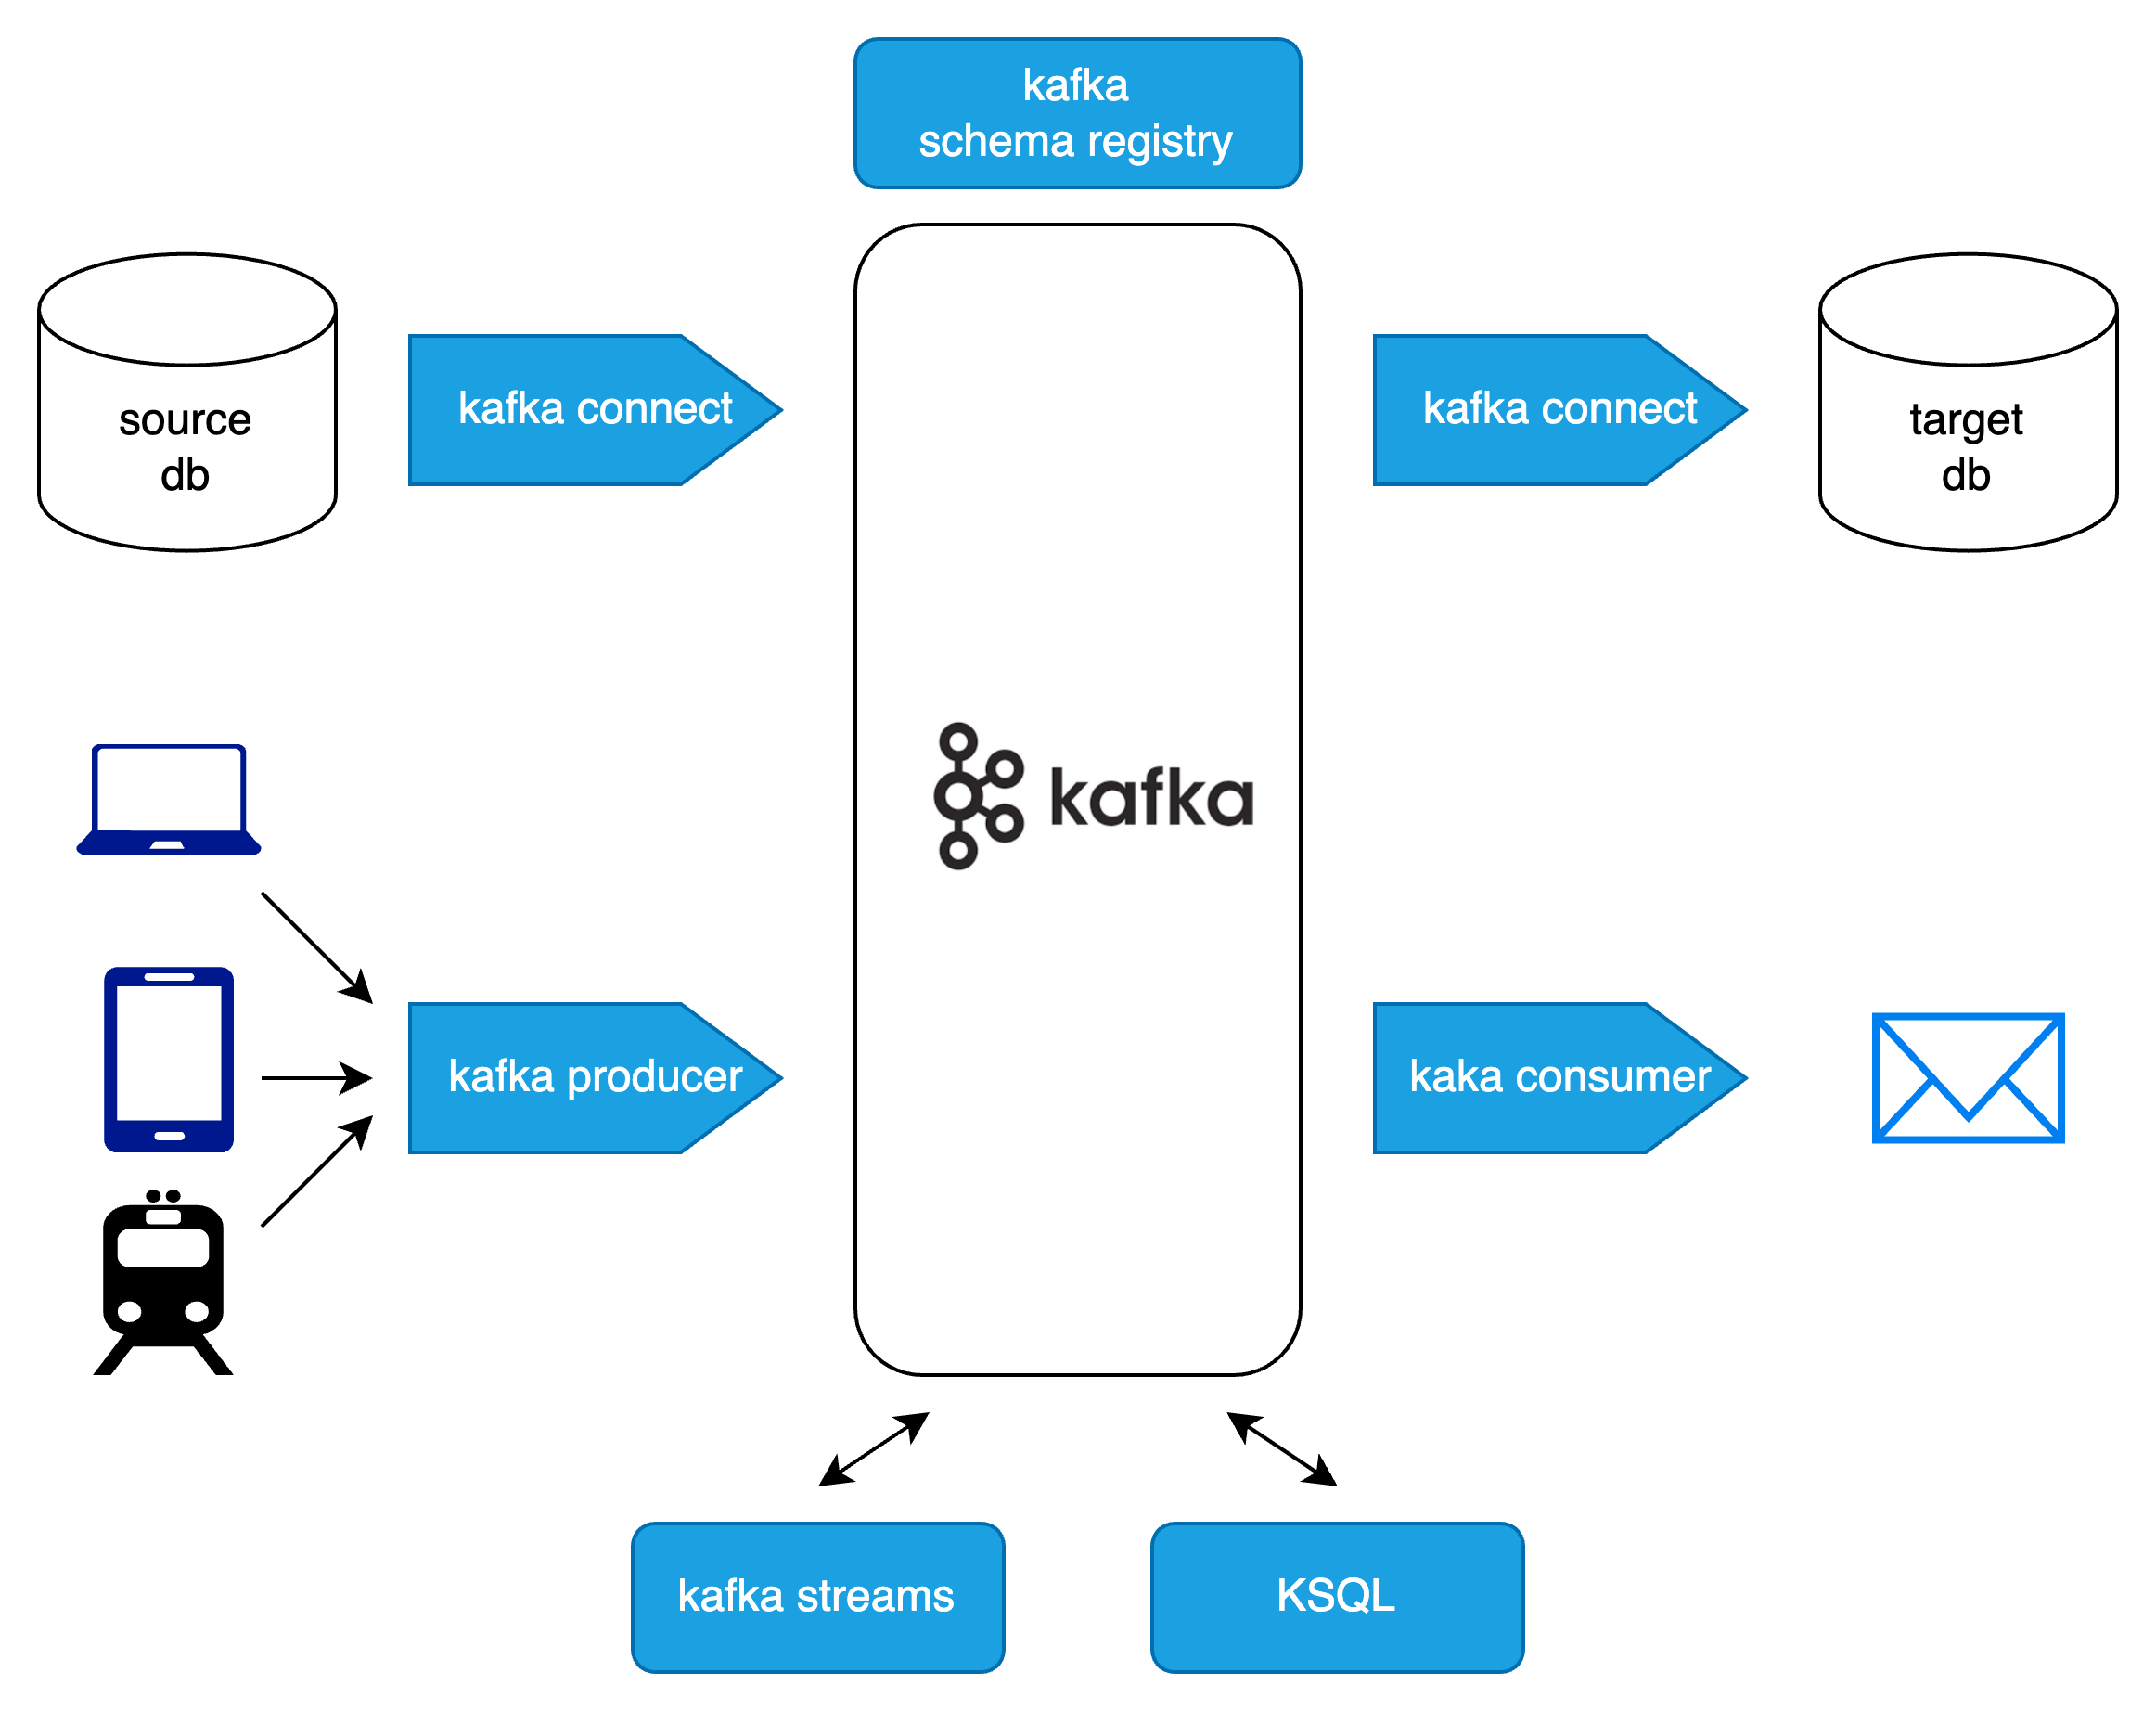 kafka
schema registry
source
db
kafka connect
kafka connect
target
db
kafka
kafka producer
kaka consumer
kafka streams
KSQL